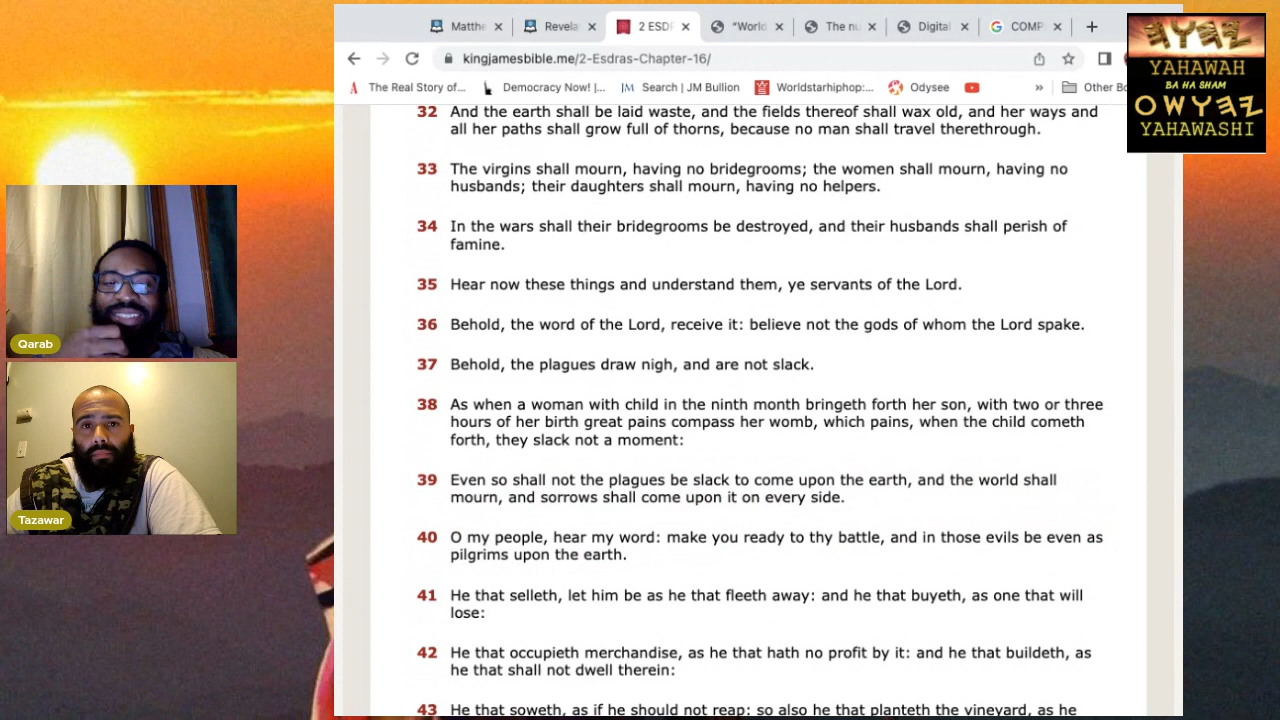 Matthe
Revela
2 ESDF
"World
The nu
Digital
COMP
kingjamesbible.me/2-Esdras-Chapter-16/
The Real Story of...
Democracy Now! |...
Search | JM Bullion
Worldstarhiphop:...
Odysee
»
Other Bo
YAHAWAH
BA HA SHAM
YAHAWASHI
32 And the earth shall be laid waste, and the fields thereof shall wax old, and her ways and
all her paths shall grow full of thorns, because no man shall travel therethrough.
33 The virgins shall mourn, having no bridegrooms; the women shall mourn, having no
husbands; their daughters shall mourn, having no helpers.
34 In the wars shall their bridegrooms be destroyed, and their husbands shall perish of
famine.
35 Hear now these things and understand them, ye servants of the Lord.
36 Behold, the word of the Lord, receive it: believe not the gods of whom the Lord spake.
37 Behold, the plagues draw nigh, and are not slack.
38 As when a woman with child in the ninth month bringeth forth her son, with two or three
hours of her birth great pains compass her womb, which pains, when the child cometh
forth, they slack not a moment:
39 Even so shall not the plagues be slack to come upon the earth, and the world shall
mourn, and sorrows shall come upon it on every side.
40 O my people, hear my word: make you ready to thy battle, and in those evils be even as
pilgrims upon the earth.
41 He that selleth, let him be as he that fleeth away: and he that buyeth, as one that will
lose:
42 He that occupieth merchandise, as he that hath no profit by it: and he that buildeth, as
he that shall not dwell therein:
43 He that soweth, as if he should not reap: so also he that planteth the vineyard, as he
Qarab
Tazawar